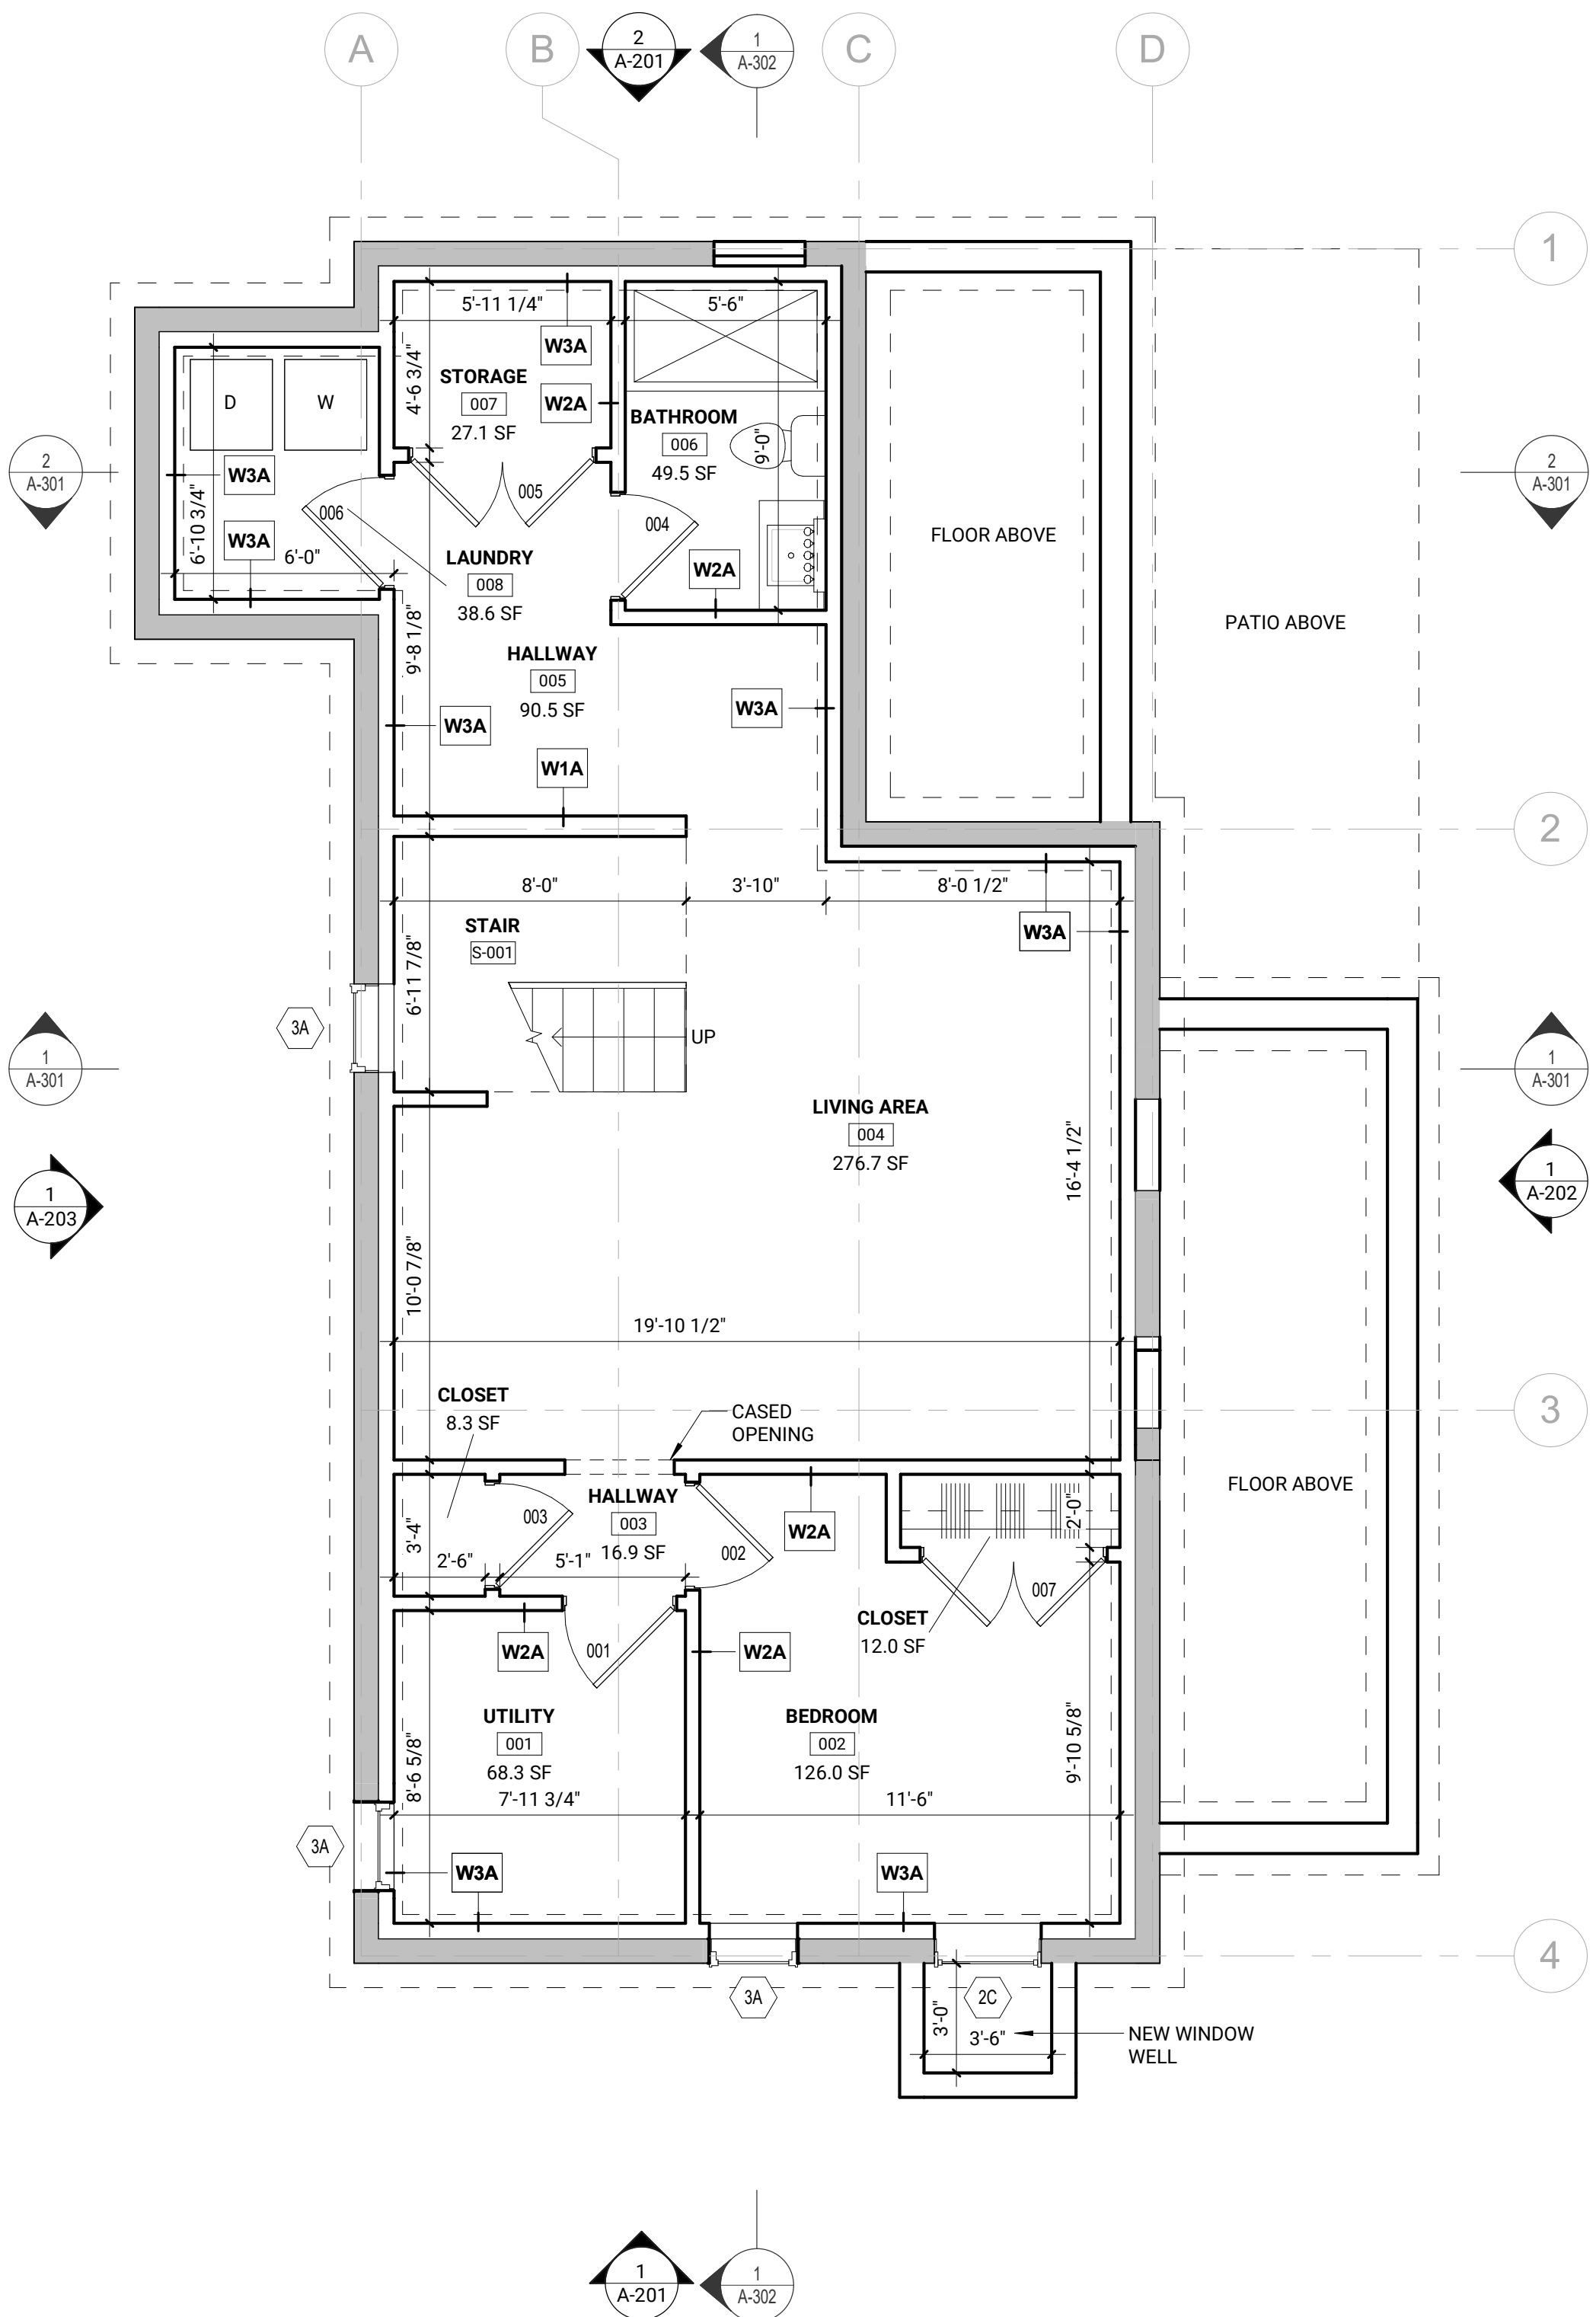 A
B
2
A-201
1
A-302
C
D
1
5'-11 1/4"
5'-6"
W3A
4'-6 3/4"
STORAGE
007
27.1 SF
W2A
BATHROOM
006
49.5 SF
9'-0"
D
W
2
A-301
W3A
6'-10 3/4"
W3A
6'-0"
006
005
004
2
A-301
FLOOR ABOVE
LAUNDRY
008
38.6 SF
W2A
PATIO ABOVE
9'-8 1/8"
HALLWAY
005
90.5 SF
W3A
W3A
W1A
2
8'-0"
3'-10"
8'-0 1/2"
STAIR
S-001
W3A
6'-11 7/8"
3A
UP
1
A-301
1
A-301
LIVING AREA
004
276.7 SF
16'-4 1/2"
1
A-203
1
A-202
10'-0 7/8"
19'-10 1/2"
CLOSET
8.3 SF
CASED
OPENING
3
FLOOR ABOVE
HALLWAY
003
16.9 SF
003
002
W2A
2'-0"
3'-4"
2'-6"
5'-1"
007
CLOSET
12.0 SF
W2A
001
W2A
UTILITY
001
68.3 SF
7'-11 3/4"
8'-6 5/8"
BEDROOM
002
126.0 SF
11'-6"
9'-10 5/8"
3A
W3A
W3A
4
3A
2C
3'-0"
3'-6"
NEW WINDOW
WELL
1
A-201
1
A-302